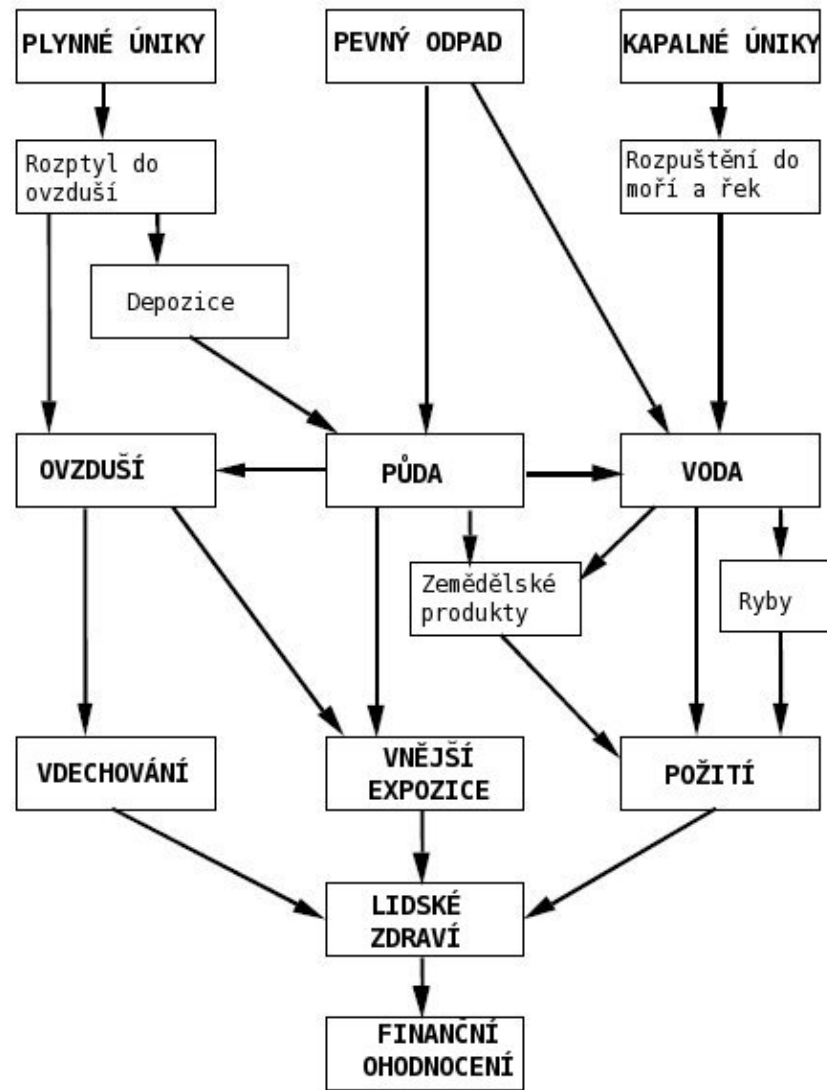 PLYNNÉ ÚNIKY
PEVNÝ ODPAD
KAPALNÉ ÚNIKY
Rozptyl do
ovzduší
Rozpuštění do
moří a řek
Depozice
OVZDUŠÍ
PŮDA
VODA
Zemědělské
produkty
Ryby
VDECHOVÁNÍ
VNĚJŠÍ
EXPOZICE
POŽITÍ
LIDSKÉ
ZDRAVÍ
FINANČNÍ
OHODNOCENÍ